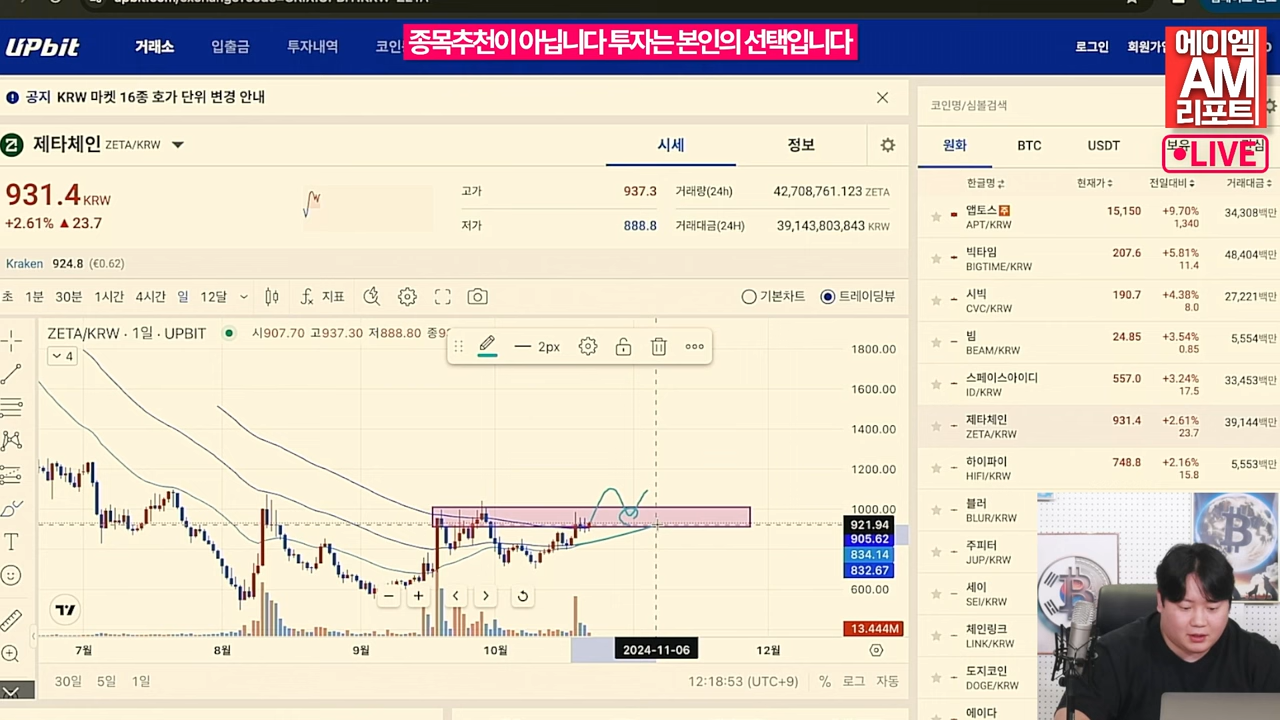 UPbit
거래소
입출금
투자내역
종목추천이 아닙니다 투자는 본인의 선택입니다
로그인
에이엠
AM
리포트
LIVE
공지 KRW 마켓 16종 호가 단위 변경 안내
코인명/심볼검색
제타체인 ZETA/KRW
시세
정보
원화
BTC
USDT
보유
한글명
현재가
전일대비
거래대금
931.4 KRW
+2.61% ▲23.7
고가 937.3
거래량(24h) 42,708,761.123 ZETA
저가 888.8
거래대금(24H) 39,143,803,843 KRW
Kraken 924.8 (€0.62)
초 1분 30분 1시간 4시간 일 12달
지표
기본차트
트레이딩뷰
ZETA/KRW · 1일 · UPBIT
시907.70 고937.30 저888.80
2px
4
1800.00
1600.00
1400.00
1200.00
1000.00
921.94
905.62
834.14
832.67
600.00
13.444M
7월
8월
9월
10월
2024-11-06
12월
30일 5일 1일
12:18:53 (UTC+9)
% 로그 자동
앱토스 주 15,150 +9.70% 34,308백만
APT/KRW 1,340
빅타임 207.6 +5.81% 48,404백만
BIGTIME/KRW 11.4
시빅 190.7 +4.38% 27,221백만
CVC/KRW 8.0
빔 24.85 +3.54% 5,554백만
BEAM/KRW 0.85
스페이스아이디 557.0 +3.24% 33,453백만
ID/KRW 17.5
제타체인 931.4 +2.61% 39,144백만
ZETA/KRW 23.7
하이파이 748.8 +2.16% 5,553백만
HIFI/KRW 15.8
블러
BLUR/KRW
주피터
JUP/KRW
세이
SEI/KRW
체인링크
LINK/KRW
도지코인
DOGE/KRW
에이다